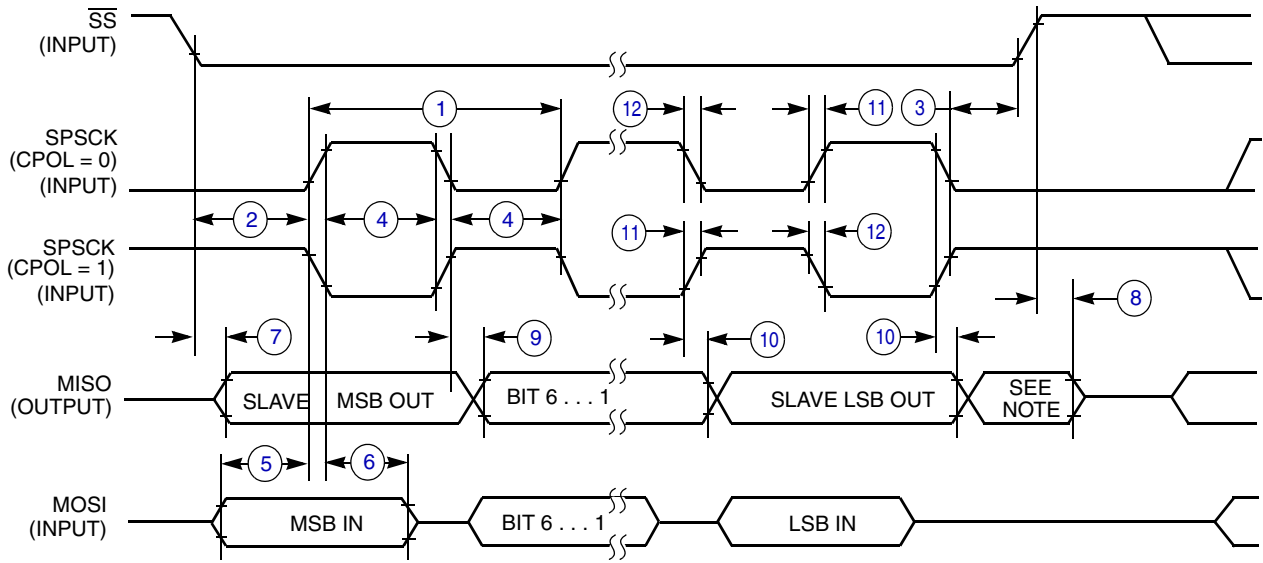 SS
(INPUT)
1
12
11
3
SPSCK
(CPOL = 0)
(INPUT)
2
4
4
11
12
SPSCK
(CPOL = 1)
(INPUT)
8
7
9
10
10
MISO
(OUTPUT)
SLAVE
MSB OUT
BIT 6 . . . 1
SLAVE LSB OUT
SEE
NOTE
5
6
MOSI
(INPUT)
MSB IN
BIT 6 . . . 1
LSB IN